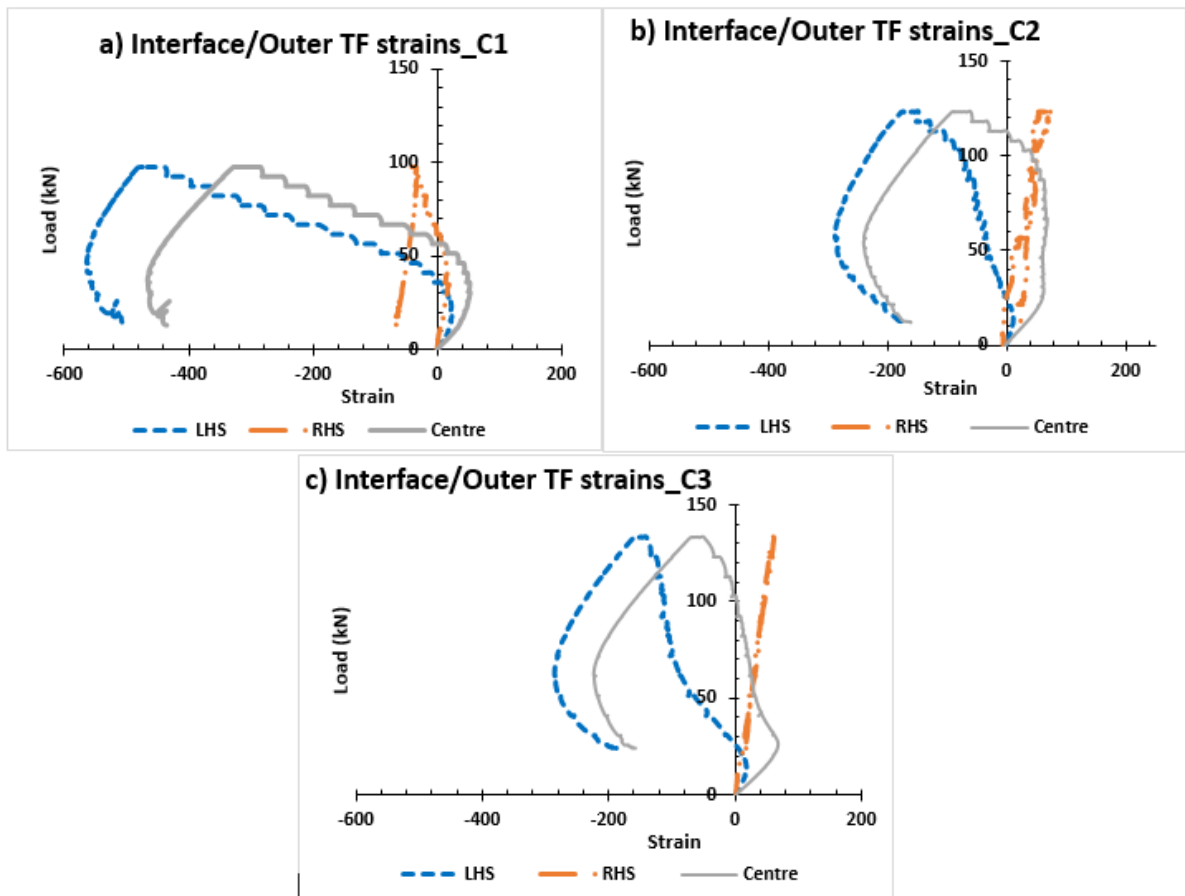 a) Interface/Outer TF strains_C1
150
100
50
0
-600
-400
-200
0
200
Load (kN)
Strain
LHS
RHS
Centre
b) Interface/Outer TF strains_C2
150
100
50
0
-600
-400
-200
0
200
Load (kN)
Strain
LHS
RHS
Centre
c) Interface/Outer TF strains_C3
150
100
50
0
-600
-400
-200
0
200
Load (kN)
Strain
LHS
RHS
Centre